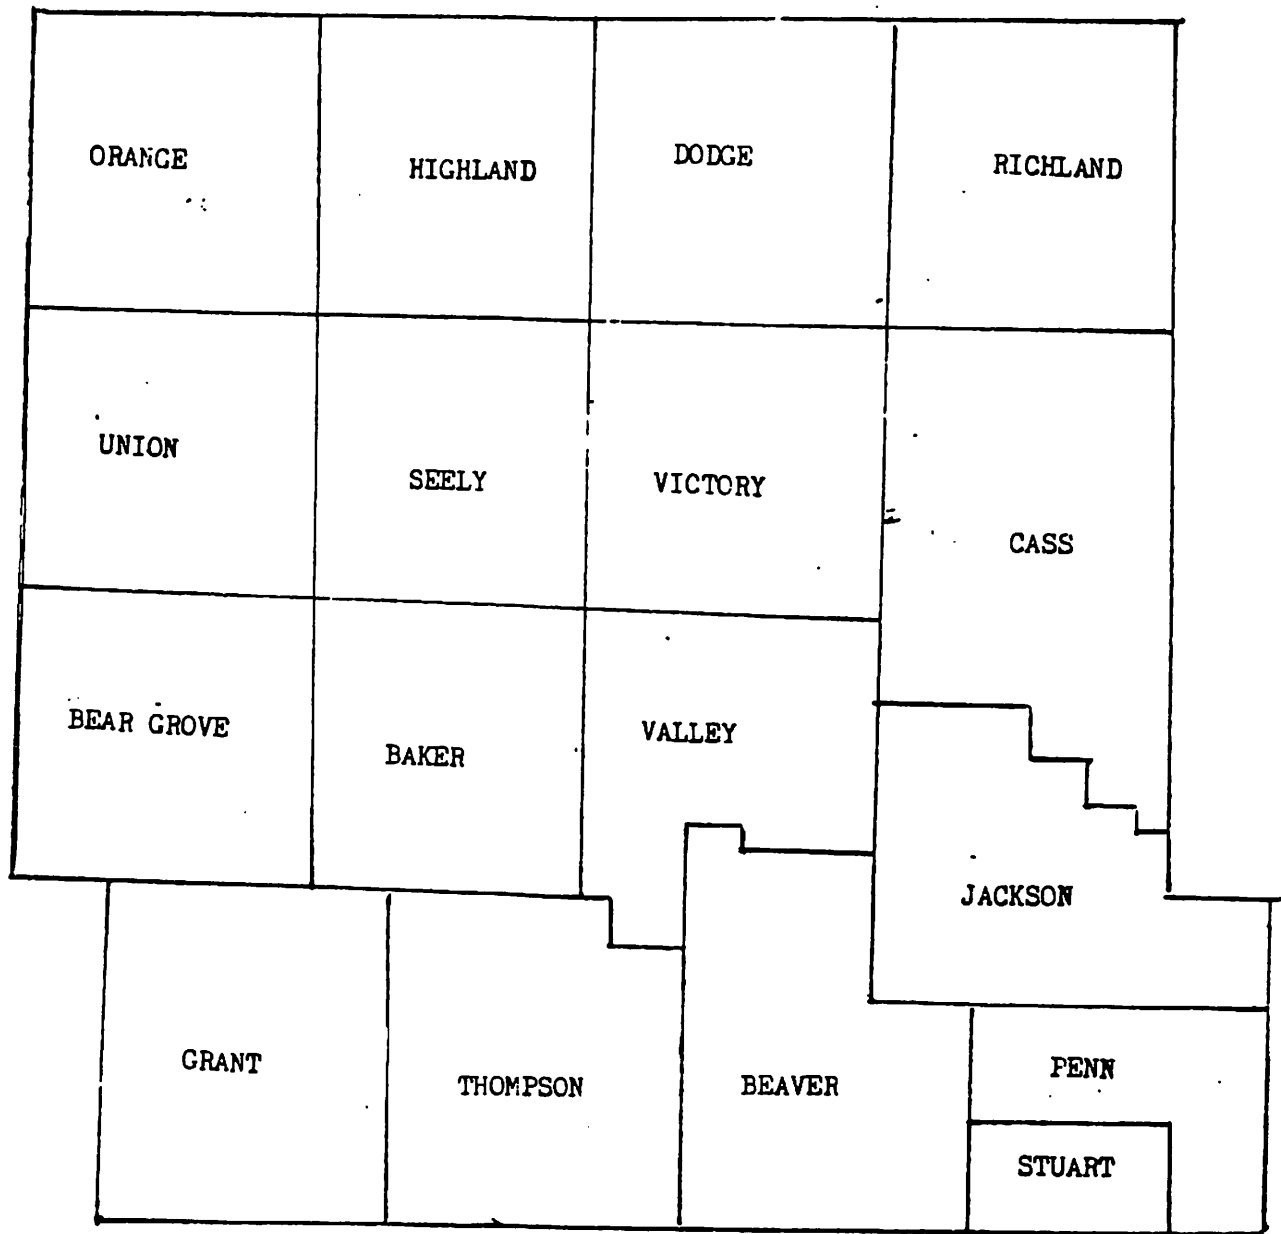 ORANGE
HIGHLAND
DODGE
RICHLAND
UNION
SEELY
VICTORY
CASS
BEAR GROVE
BAKER
VALLEY
JACKSON
GRANT
THOMPSON
BEAVER
PENN
STUART